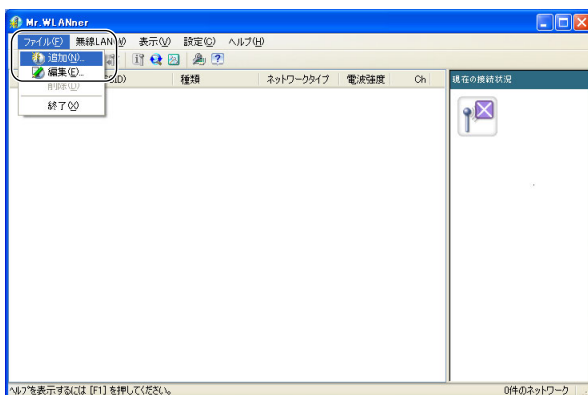 Mr.WLANner
ファイル(F) 無線LAN(W) 表示(V) 設定(C) ヘルプ(H)
追加(N)...
編集(E)...
削除(D)
終了(X)
SSID) 種類 ネットワークタイプ 電波強度 Ch
現在の接続状況
ヘルプを表示するには [F1] を押してください。
0件のネットワーク